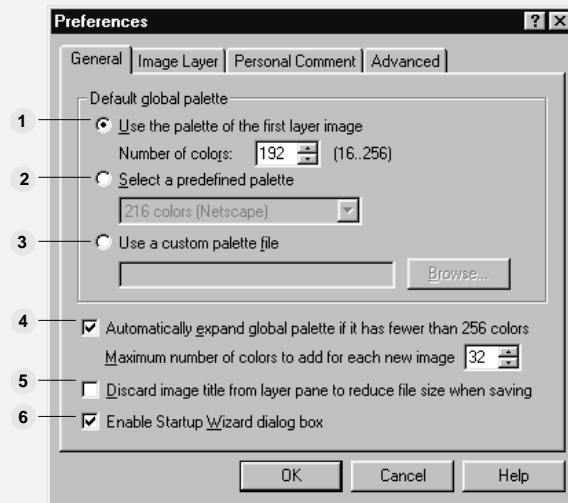 Preferences
General Image Layer Personal Comment Advanced
Default global palette
1 Use the palette of the first layer image
Number of colors: 192 (16..256)
2 Select a predefined palette
216 colors (Netscape)
3 Use a custom palette file
Browse...
4 Automatically expand global palette if it has fewer than 256 colors
Maximum number of colors to add for each new image 32
5 Discard image title from layer pane to reduce file size when saving
6 Enable Startup Wizard dialog box
OK Cancel Help